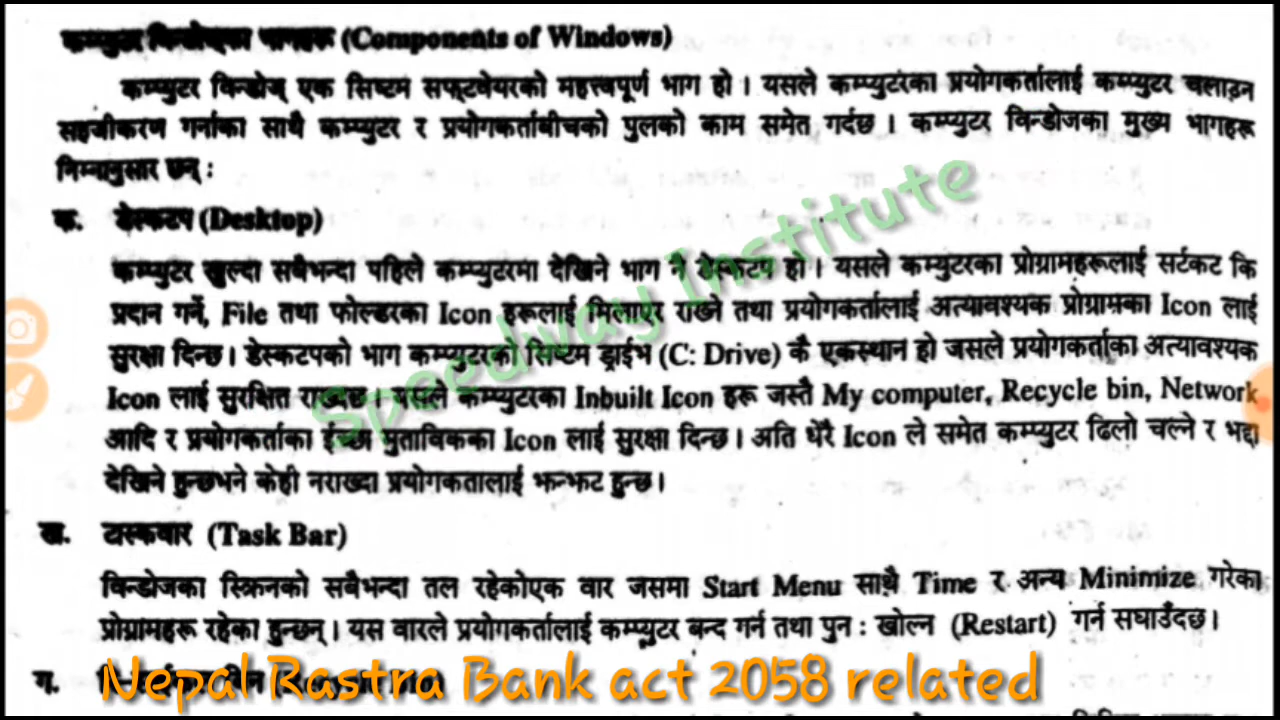 कम्प्युटर विन्डोज्का भागहरू (Components of Windows)
कम्प्युटर विन्डोज् एक सिष्टम सफ्टवेयरको महत्त्वपूर्ण भाग हो । यसले कम्प्युटरका प्रयोगकर्तालाई कम्प्युटर चलाउन
सहजीकरण गर्नाका साथै कम्प्युटर र प्रयोगकर्ताबीचको पुलको काम समेत गर्दछ । कम्प्युटर विन्डोजका मुख्य भागहरू
निम्नानुसार छन् :
क. डेस्कटप (Desktop)
कम्प्युटर खुल्दा सबैभन्दा पहिले कम्प्युटरमा देखिने भाग नै डेस्कटप हो । यसले कम्युटरका प्रोग्रामहरूलाई सर्टकट कि
प्रदान गर्ने, File तथा फोल्डरका Icon हरूलाई मिलाएर राख्ने तथा प्रयोगकर्तालाई अत्यावश्यक प्रोग्रामका Icon लाई
सुरक्षा दिन्छ । डेस्कटपको भाग कम्प्युटरको सिष्टम ड्राईभ (C: Drive) कै एकस्थान हो जसले प्रयोगकर्ताका अत्यावश्यक
Icon लाई सुरक्षित राख्दछ । यसले कम्प्युटरका Inbuilt Icon हरू जस्तै My computer, Recycle bin, Network
आदि र प्रयोगकर्ताका ईच्छा मुताविकका Icon लाई सुरक्षा दिन्छ । अति धेरै Icon ले समेत कम्प्युटर ढिलो चल्ने र भद्दा
देखिने हुन्छभने केही नराख्दा प्रयोगकतालाई झन्झट हुन्छ ।
ख. टास्कवार (Task Bar)
विन्डोजका स्क्रिनको सबैभन्दा तल रहेकोएक वार जसमा Start Menu साथै Time र अन्य Minimize गरेका
प्रोग्रामहरू रहेका हुन्छन् । यस वारले प्रयोगकर्तालाई कम्प्युटर बन्द गर्न तथा पुन : खोल्न (Restart) गर्न सघाउँदछ ।
ग.
Nepal Rastra Bank act 2058 related
Speedway Institute